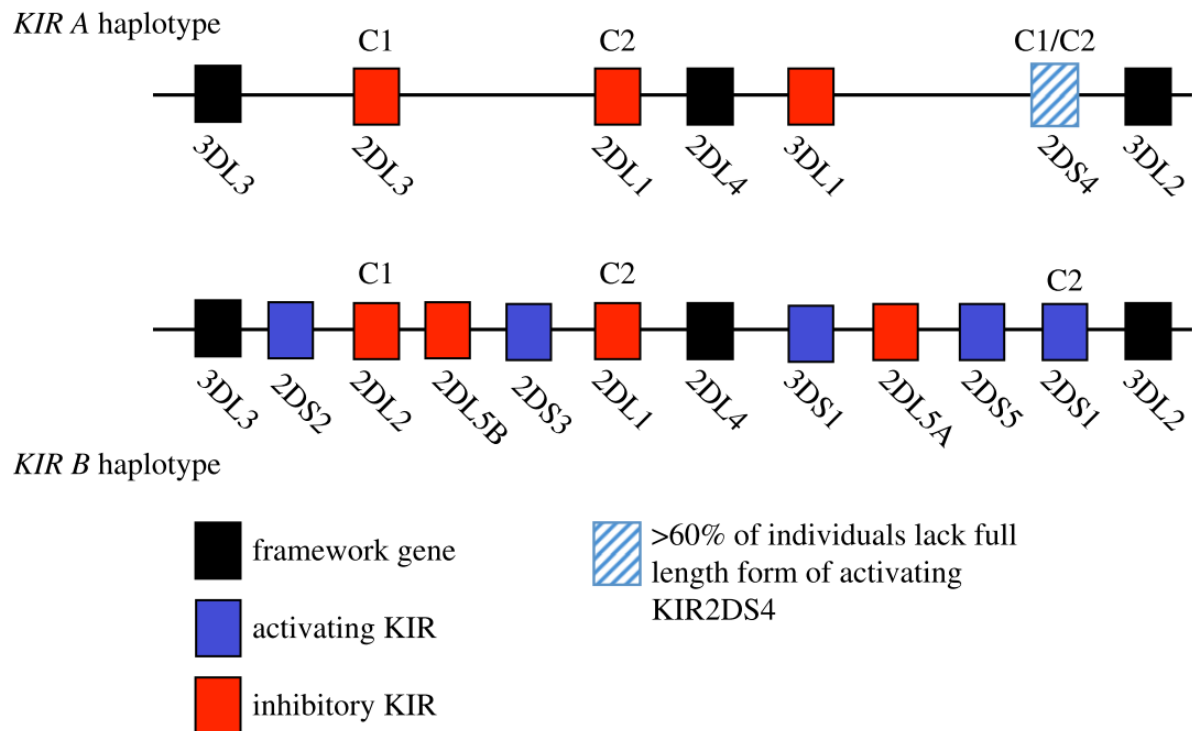 KIR A haplotype
C1 C2 C1/C2
3DL3 2DL3 2DL1 2DL4 3DL1 2DS4 3DL2
C1 C2 C2
3DL3 2DS2 2DL2 2DL5B 2DS3 2DL1 2DL4 3DS1 2DL5A 2DS5 2DS1 3DL2
KIR B haplotype
framework gene
activating KIR
inhibitory KIR
>60% of individuals lack full
length form of activating
KIR2DS4